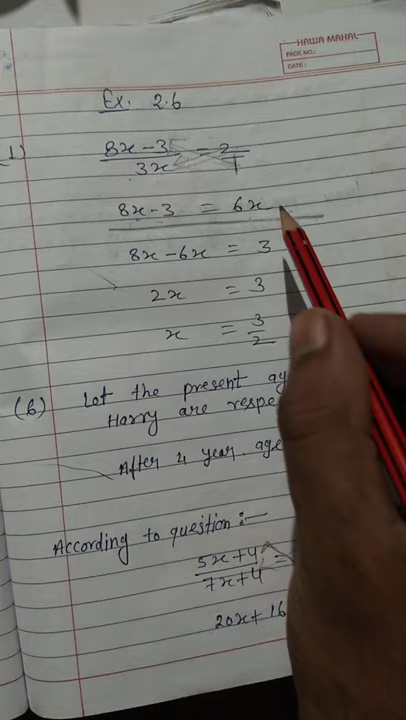 HAWA MAHAL
PAGE NO.:
DATE:
Ex. 2.6
(1)
8x-3/3x = 2/1
8x-3 = 6x
8x-6x = 3
2x = 3
x = 3/2
(6) Let the present
Harry are
After 4 year age
According to question :-
5x+4/7x+4 =
20x+16